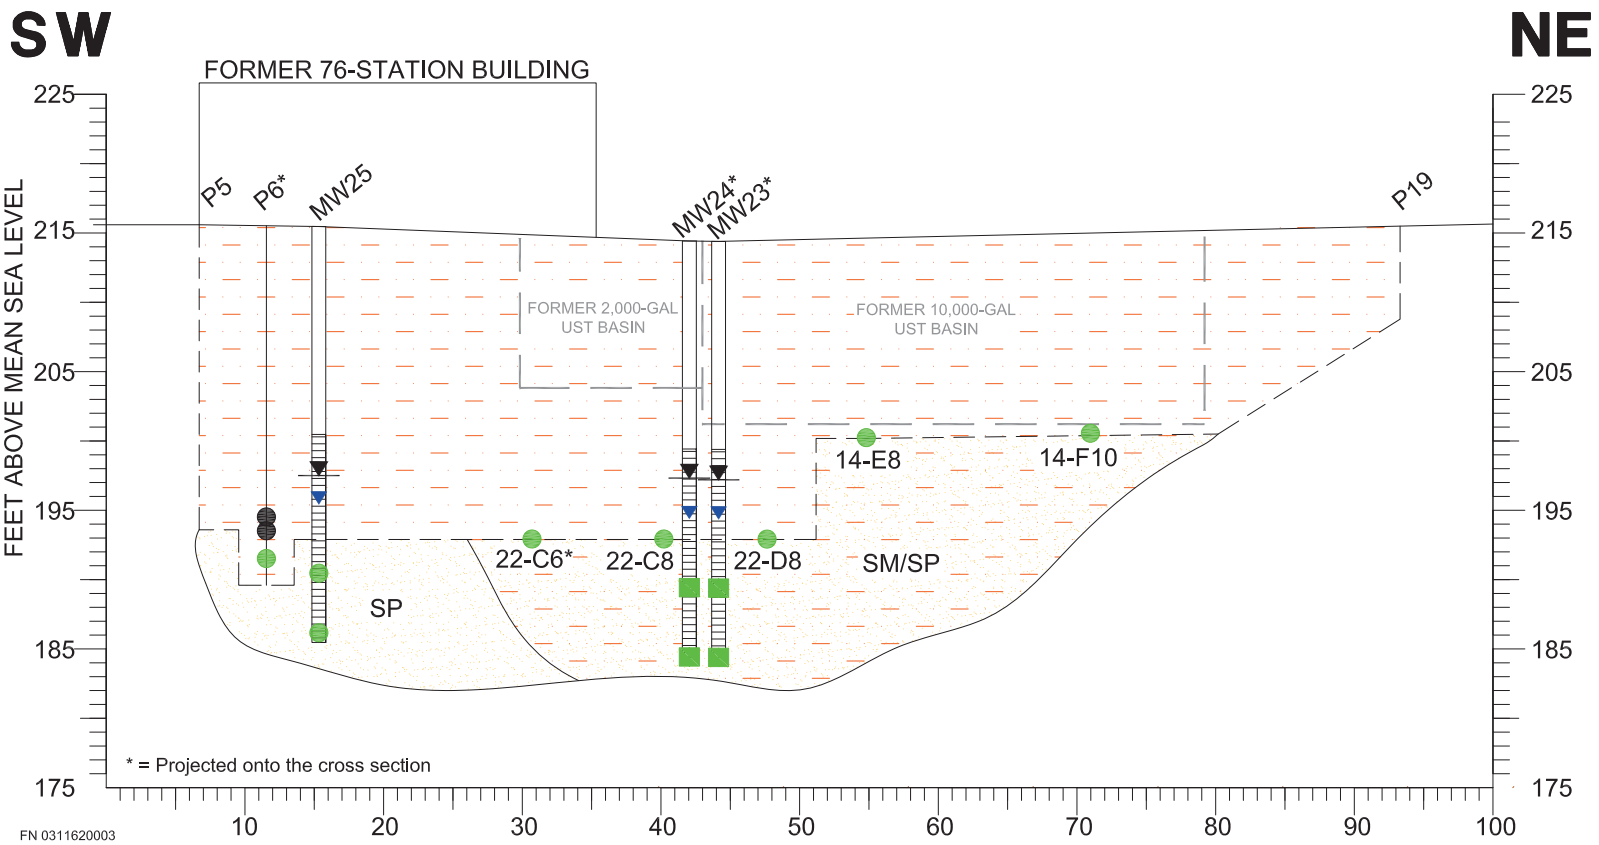 SW
NE
FORMER 76-STATION BUILDING
225
225
P5
P6*
MW25
MW24*
MW23*
P19
215
215
FEET ABOVE MEAN SEA LEVEL
FORMER 2,000-GAL
UST BASIN
FORMER 10,000-GAL
UST BASIN
205
205
14-E8
14-F10
195
195
22-C6*
22-C8
22-D8
SM/SP
SP
185
185
* = Projected onto the cross section
175
175
10
20
30
40
50
60
70
80
90
100
FN 0311620003